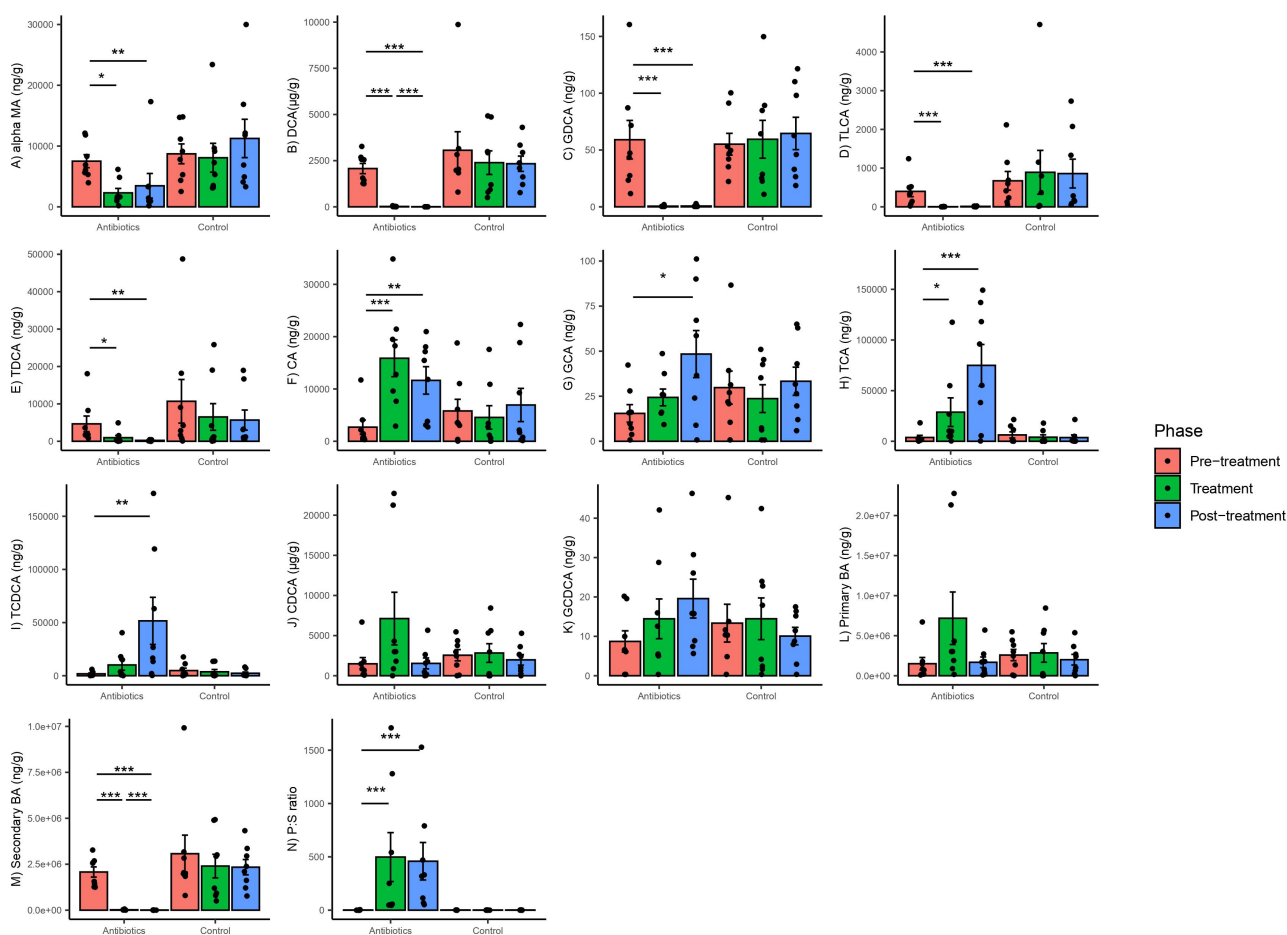 A) alpha MA (ng/g)
30000
20000
10000
0
**
*
Antibiotics
Control
B) DCA(µg/g)
10000
7500
5000
2500
0
***
*** ***
Antibiotics
Control
C) GDCA (ng/g)
150
100
50
0
***
***
Antibiotics
Control
D) TLCA (ng/g)
4000
3000
2000
1000
0
***
***
Antibiotics
Control
E) TDCA (ng/g)
50000
40000
30000
20000
10000
0
**
*
Antibiotics
Control
F) CA (ng/g)
30000
20000
10000
0
**
***
Antibiotics
Control
G) GCA (ng/g)
100
75
50
25
0
*
Antibiotics
Control
H) TCA (ng/g)
150000
100000
50000
0
***
*
Antibiotics
Control
Phase
Pre−treatment
Treatment
Post−treatment
I) TCDCA (ng/g)
150000
100000
50000
0
**
Antibiotics
Control
J) CDCA (µg/g)
20000
15000
10000
5000
0
Antibiotics
Control
K) GCDCA (ng/g)
40
30
20
10
0
Antibiotics
Control
L) Primary BA (ng/g)
2.0e+07
1.5e+07
1.0e+07
5.0e+06
0.0e+00
Antibiotics
Control
M) Secondary BA (ng/g)
1.0e+07
7.5e+06
5.0e+06
2.5e+06
0.0e+00
***
*** ***
Antibiotics
Control
N) P:S ratio
1500
1000
500
0
***
***
Antibiotics
Control